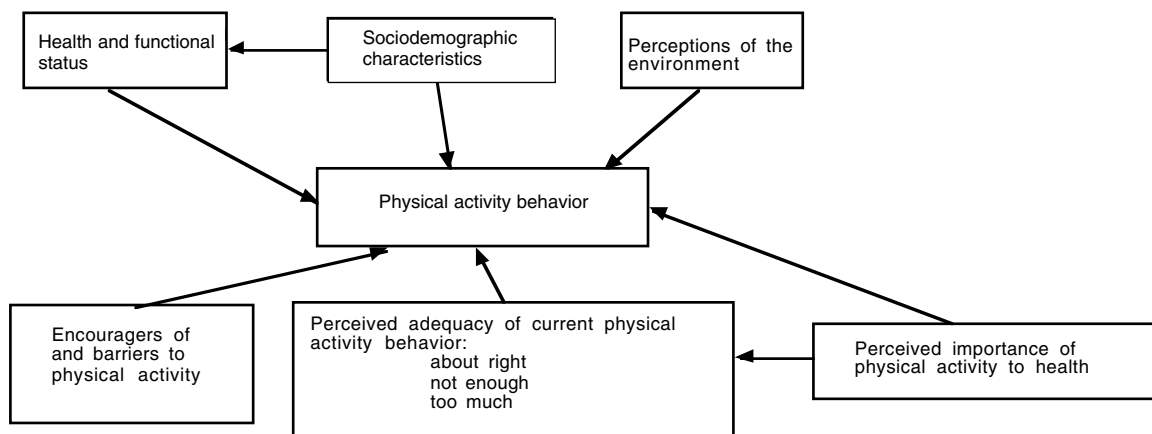 Health and functional
status
Sociodemographic
characteristics
Perceptions of the
environment
Physical activity behavior
Encouragers of
and barriers to
physical activity
Perceived adequacy of current physical
activity behavior:
about right
not enough
too much
Perceived importance of
physical activity to health